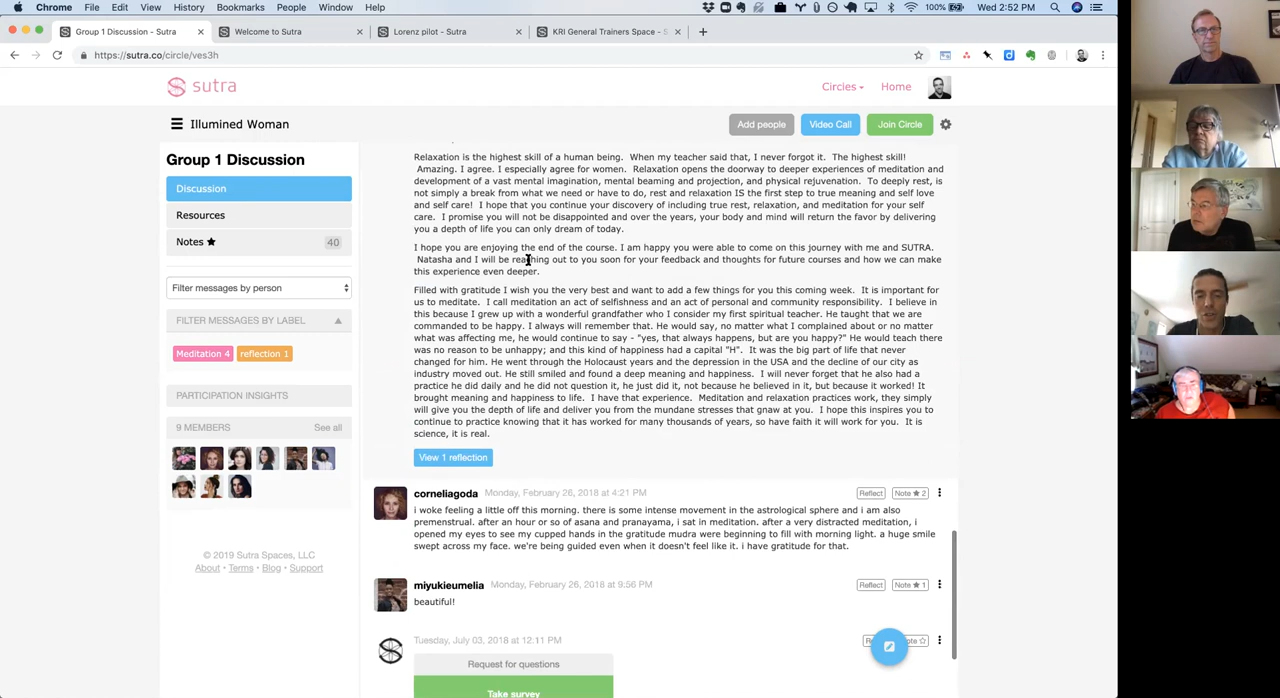 Chrome File Edit View History Bookmarks People Window Help 100% Wed 2:52 PM
Group 1 Discussion - Sutra × Welcome to Sutra × Lorenz pilot - Sutra × KRI General Trainers Space - S × +
https://sutra.co/circle/ves3h
sutra Circles Home
Illumined Woman Add people Video Call Join Circle
Group 1 Discussion
Discussion
Resources
Notes ★ 40
Filter messages by person
FILTER MESSAGES BY LABEL
Meditation 4 reflection 1
PARTICIPATION INSIGHTS
9 MEMBERS See all
© 2019 Sutra Spaces, LLC
About · Terms · Blog · Support
Relaxation is the highest skill of a human being. When my teacher said that, I never forgot it. The highest skill!
Amazing. I agree. I especially agree for women. Relaxation opens the doorway to deeper experiences of meditation and
development of a vast mental imagination, mental beaming and projection, and physical rejuvenation. To deeply rest, is
not simply a break from what we need or have to do, rest and relaxation IS the first step to true meaning and self love
and self care! I hope that you continue your discovery of including true rest, relaxation, and meditation for your self
care. I promise you will not be disappointed and over the years, your body and mind will return the favor by delivering
you a depth of life you can only dream of today.
I hope you are enjoying the end of the course. I am happy you were able to come on this journey with me and SUTRA.
Natasha and I will be reaching out to you soon for your feedback and thoughts for future courses and how we can make
this experience even deeper.
Filled with gratitude I wish you the very best and want to add a few things for you this coming week. It is important for
us to meditate. I call meditation an act of selfishness and an act of personal and community responsibility. I believe in
this because I grew up with a wonderful grandfather who I consider my first spiritual teacher. He taught that we are
commanded to be happy. I always will remember that. He would say, no matter what I complained about or no matter
what was affecting me, he would continue to say - "yes, that always happens, but are you happy?" He would teach there
was no reason to be unhappy; and this kind of happiness had a capital "H". It was the big part of life that never
changed for him. He went through the Holocaust years and the depression in the USA and the decline of our city as
industry moved out. He still smiled and found a deep meaning and happiness. I will never forget that he also had a
practice he did daily and he did not question it, he just did it, not because he believed in it, but because it worked! It
brought meaning and happiness to life. I have that experience. Meditation and relaxation practices work, they simply
will give you the depth of life and deliver you from the mundane stresses that gnaw at you. I hope this inspires you to
continue to practice knowing that it has worked for many thousands of years, so have faith it will work for you. It is
science, it is real.
View 1 reflection
corneliagoda Monday, February 26, 2018 at 4:21 PM Reflect Note ★ 2
i woke feeling a little off this morning. there is some intense movement in the astrological sphere and i am also
premenstrual. after an hour or so of asana and pranayama, i sat in meditation. after a very distracted meditation, i
opened my eyes to see my cupped hands in the gratitude mudra were beginning to fill with morning light. a huge smile
swept across my face. we're being guided even when it doesn't feel like it. i have gratitude for that.
miyukieumelia Monday, February 26, 2018 at 9:56 PM Reflect Note ★ 1
beautiful!
Tuesday, July 03, 2018 at 12:11 PM
Request for questions
Take survey